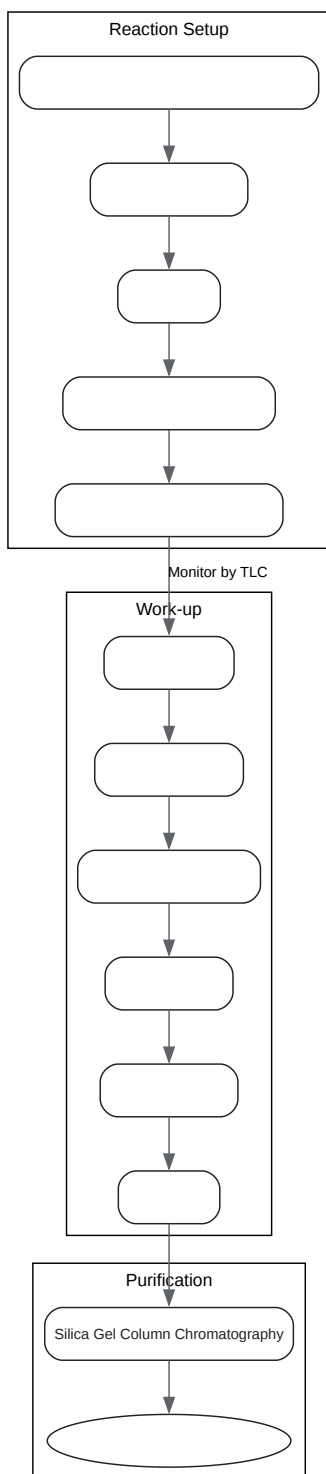 Reaction Setup
Monitor by TLC
Work-up
Purification
Silica Gel Column Chromatography